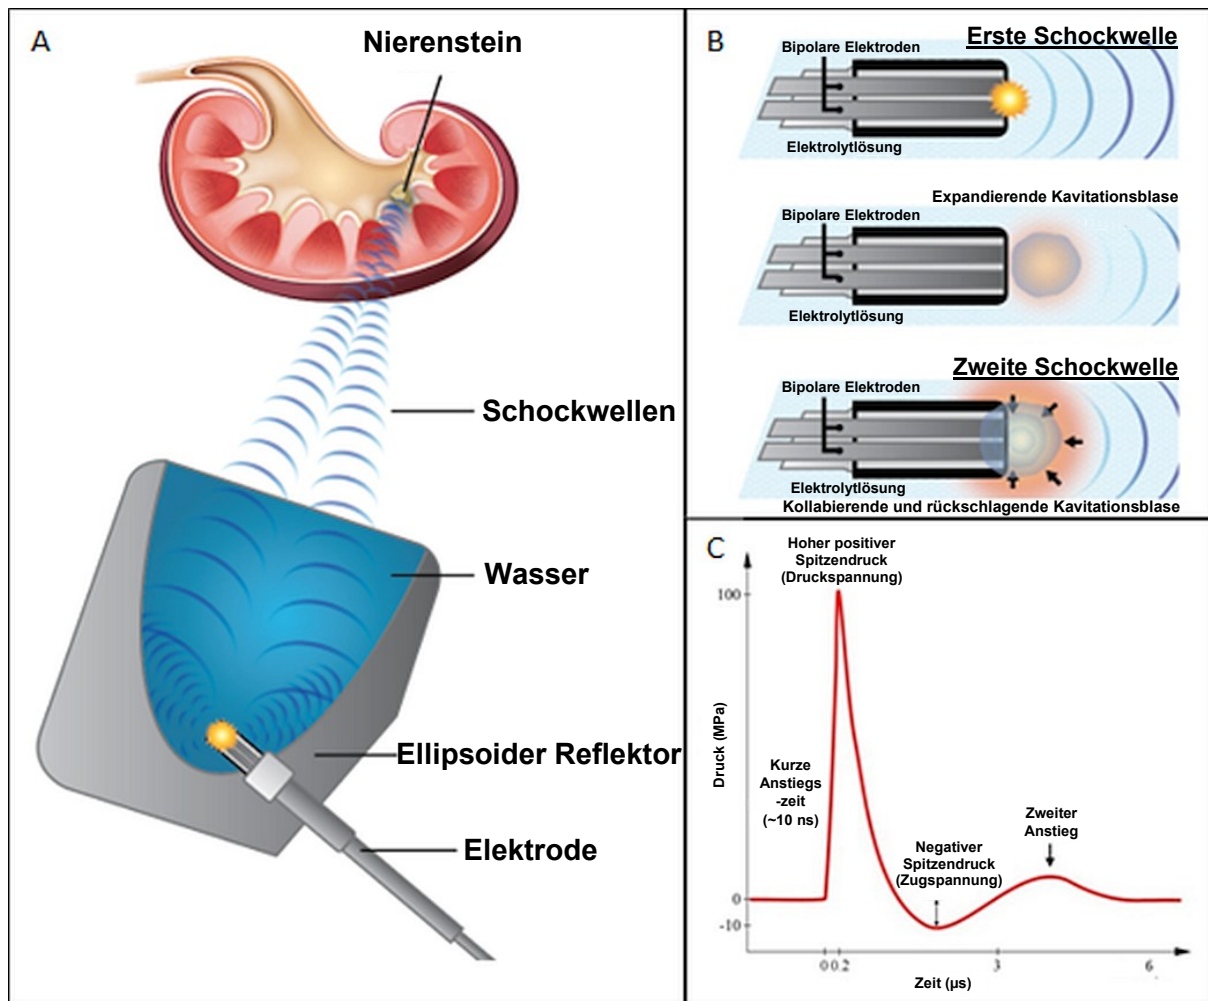 A
Nierenstein
Schockwellen
Wasser
Ellipsoider Reflektor
Elektrode
B
Erste Schockwelle
Bipolare Elektroden
Elektrolytlösung
Expandierende Kavitationsblase
Bipolare Elektroden
Elektrolytlösung
Zweite Schockwelle
Bipolare Elektroden
Elektrolytlösung
Kollabierende und rückschlagende Kavitationsblase
C
Hoher positiver
Spitzendruck
(Druckspannung)
100
Druck (MPa)
Kurze
Anstiegs
-zeit
(~10 ns)
Zweiter
Anstieg
Negativer
Spitzendruck
(Zugspannung)
0
-10
0 0.2
3
6
Zeit (µs)